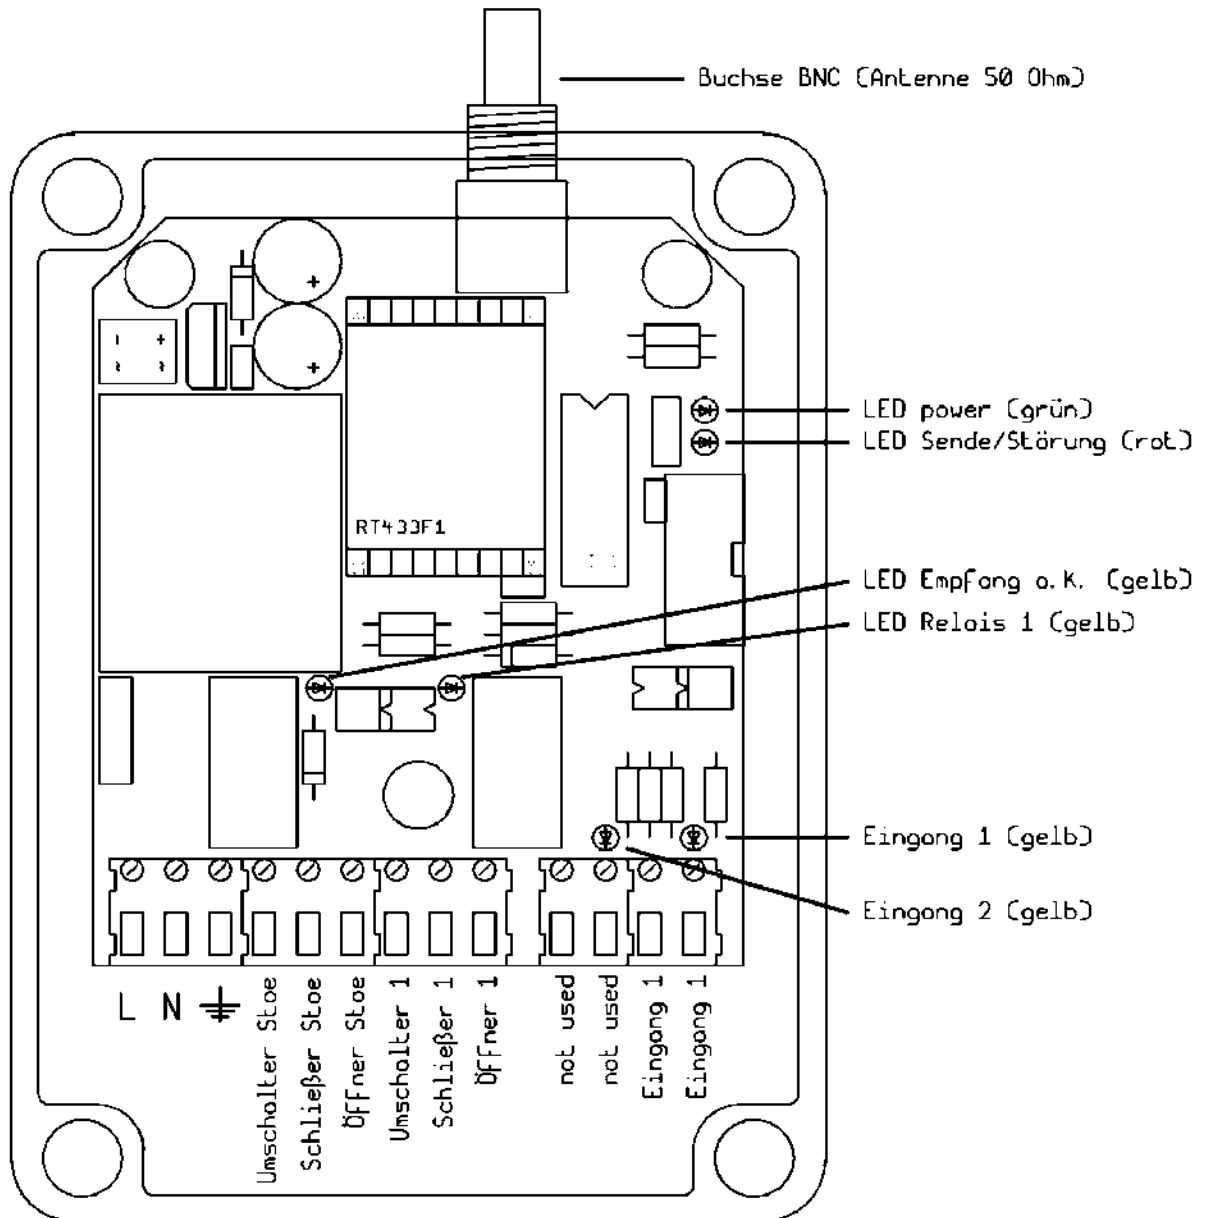 Buchse BNC (Antenne 50 Ohm)
LED power (grün)
LED Sende/Störung (rot)
RT433F1
LED Empfang o.K. (gelb)
LED Relais 1 (gelb)
Eingang 1 (gelb)
Eingang 2 (gelb)
L N
Umschalter Stoe
Schließer Stoe
Öffner Stoe
Umschalter 1
Schließer 1
Öffner 1
not used
not used
Eingang 1
Eingang 1